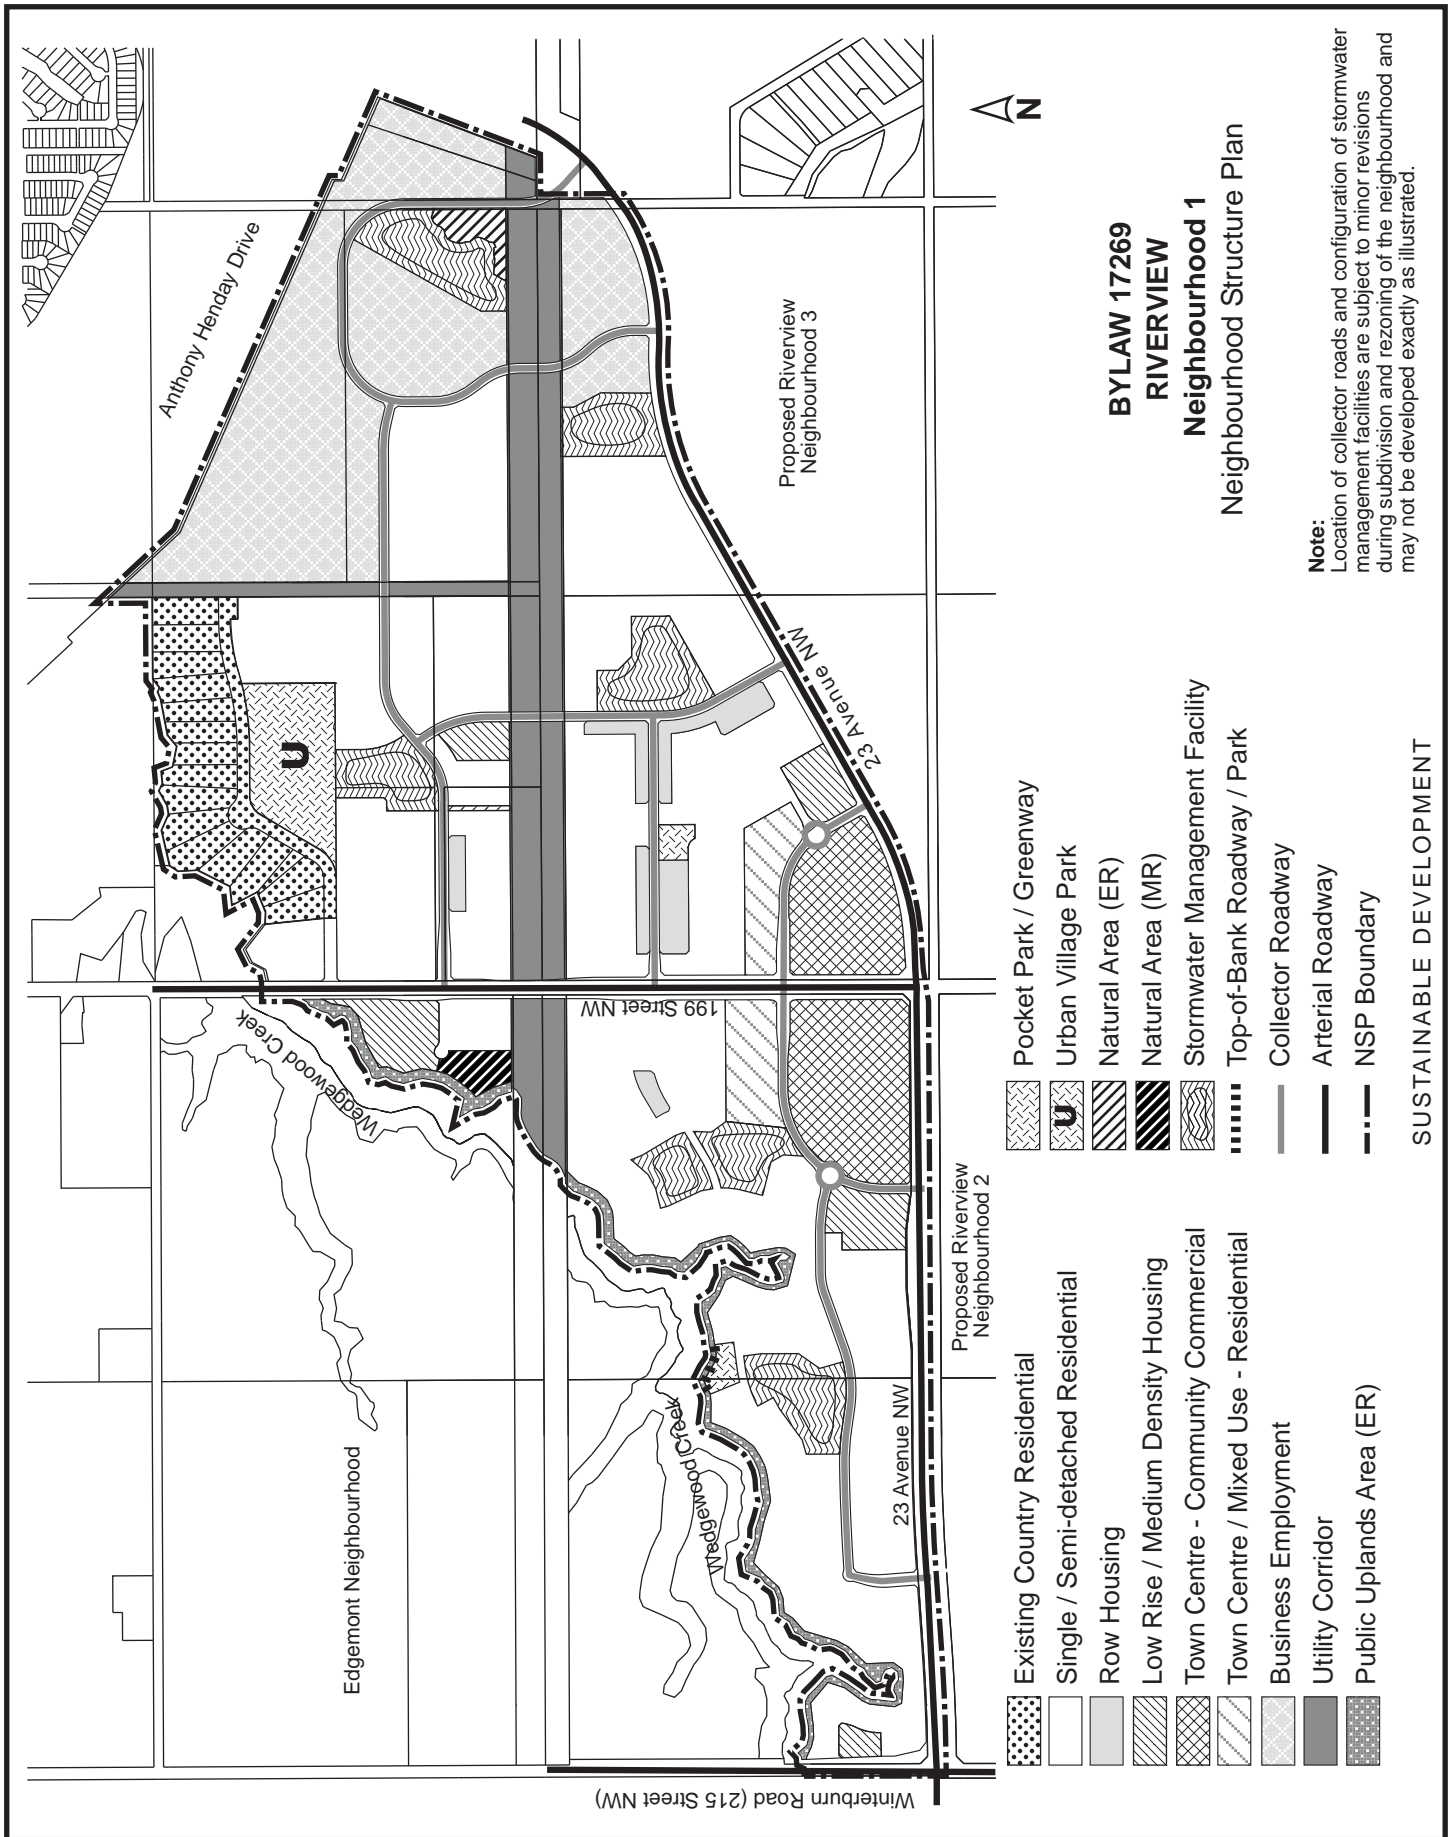 Anthony Henday Drive
Wedgewood Creek
199 Street NW
Edgemont Neighbourhood
Wedgewood Creek
Winterburn Road (215 Street NW)
23 Avenue NW
23 Avenue NW
Proposed Riverview
Neighbourhood 3
Proposed Riverview
Neighbourhood 2
U
N
BYLAW 17269
RIVERVIEW
Neighbourhood 1
Neighbourhood Structure Plan
Note:
Location of collector roads and configuration of stormwater
management facilities are subject to minor revisions
during subdivision and rezoning of the neighbourhood and
may not be developed exactly as illustrated.
Existing Country Residential
Single / Semi-detached Residential
Row Housing
Low Rise / Medium Density Housing
Town Centre - Community Commercial
Town Centre / Mixed Use - Residential
Business Employment
Utility Corridor
Public Uplands Area (ER)
Pocket Park / Greenway
U Urban Village Park
Natural Area (ER)
Natural Area (MR)
Stormwater Management Facility
Top-of-Bank Roadway / Park
Collector Roadway
Arterial Roadway
NSP Boundary
SUSTAINABLE DEVELOPMENT